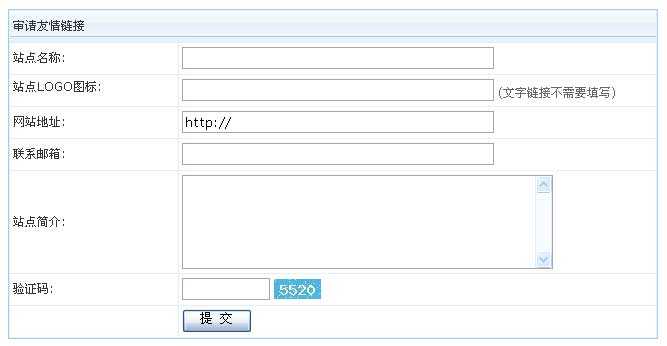 审请友情链接
站点名称:
站点LOGO图标: (文字链接不需要填写)
网站地址: http://
联系邮箱:
站点简介:
验证码: 5520
提 交